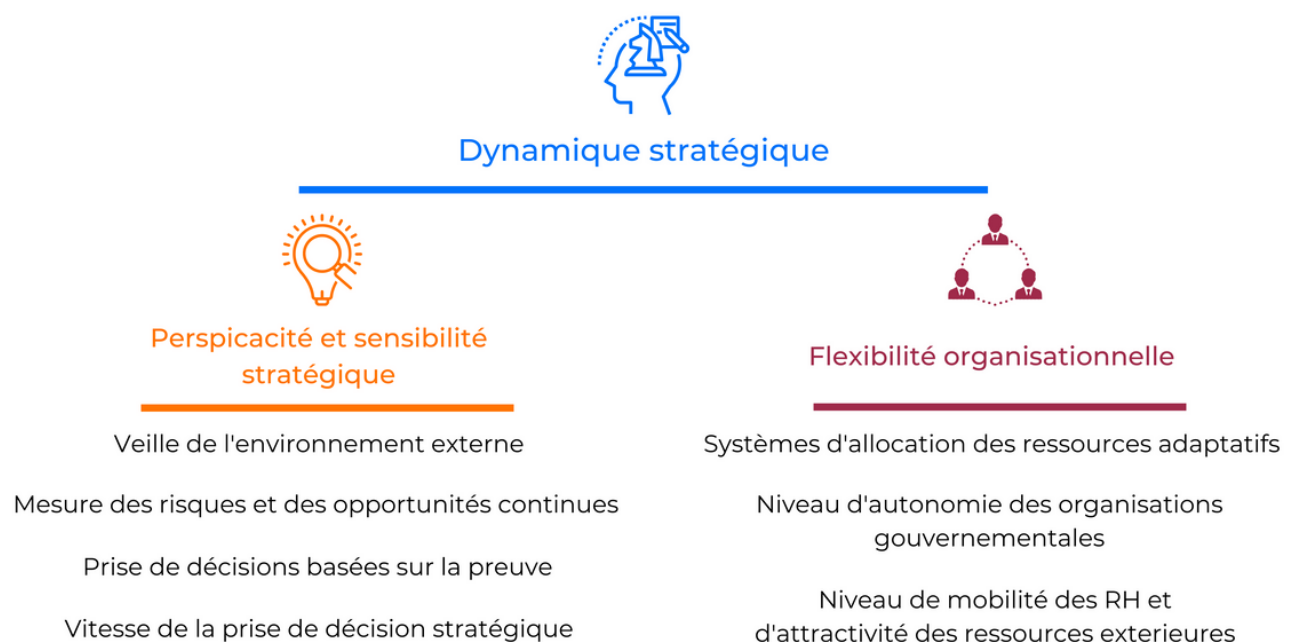 Dynamique stratégique
Perspicacité et sensibilité
stratégique
Veille de l'environnement externe
Mesure des risques et des opportunités continues
Prise de décisions basées sur la preuve
Vitesse de la prise de décision stratégique
Flexibilité organisationnelle
Systèmes d'allocation des ressources adaptatifs
Niveau d'autonomie des organisations
gouvernementales
Niveau de mobilité des RH et
d'attractivité des ressources exterieures